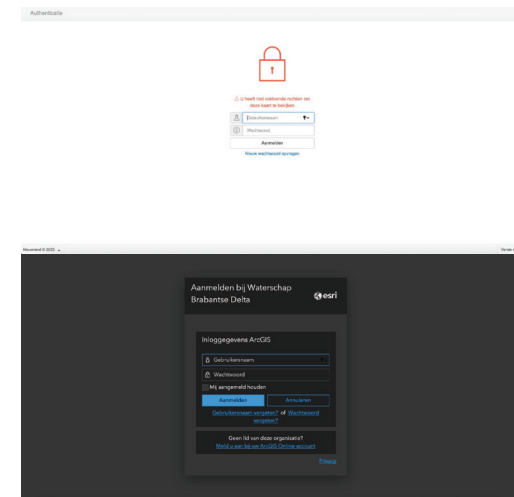 Authenticatie
U heeft niet voldoende rechten om
deze kaart te bekijken.
Gebruikersnaam
Wachtwoord
Aanmelden
Nieuw wachtwoord opvragen
© 2022
Aanmelden bij Waterschap
Brabantse Delta
esri
Inloggegevens ArcGIS
Gebruikersnaam
Wachtwoord
Mij aangemeld houden
Aanmelden Annuleren
Gebruikersnaam vergeten? of Wachtwoord
vergeten?
Geen lid van deze organisatie?
Meld u aan bij uw ArcGIS Online-account
Privacy